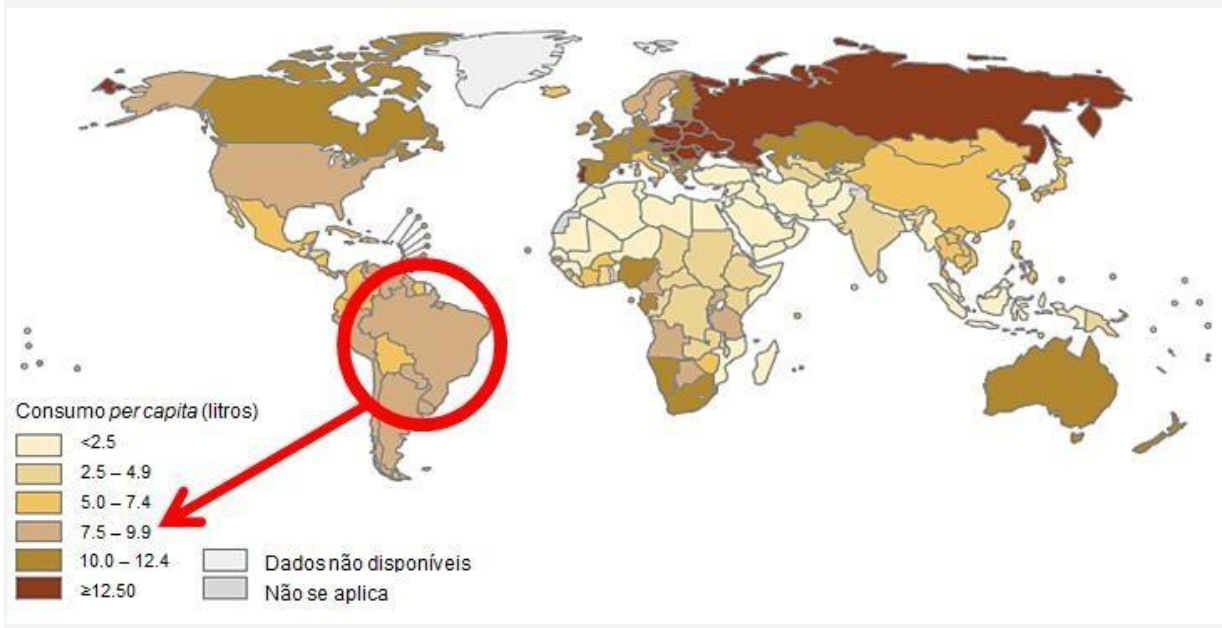 Consumo per capita (litros)
<2.5
2.5 – 4.9
5.0 – 7.4
7.5 – 9.9
10.0 – 12.4
≥12.50
Dados não disponíveis
Não se aplica